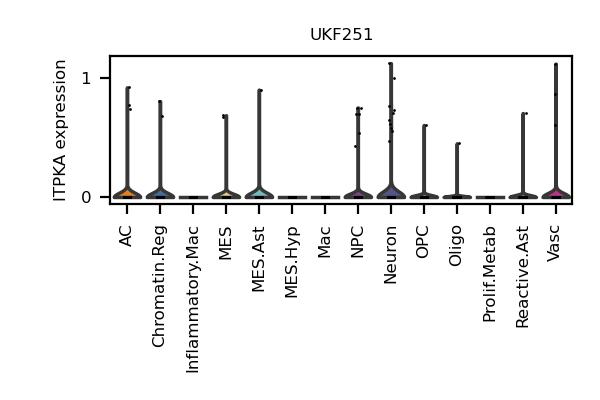 UKF251
ITPKA expression
1
0
AC
Chromatin.Reg
Inflammatory.Mac
MES
MES.Ast
MES.Hyp
Mac
NPC
Neuron
OPC
Oligo
Prolif.Metab
Reactive.Ast
Vasc